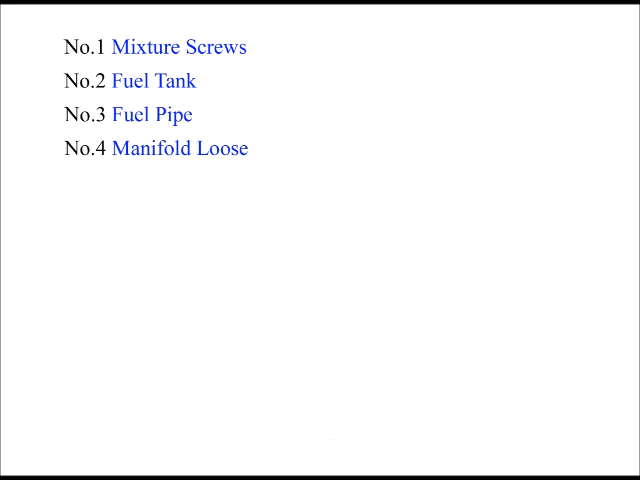 No.1 Mixture Screws
No.2 Fuel Tank
No.3 Fuel Pipe
No.4 Manifold Loose